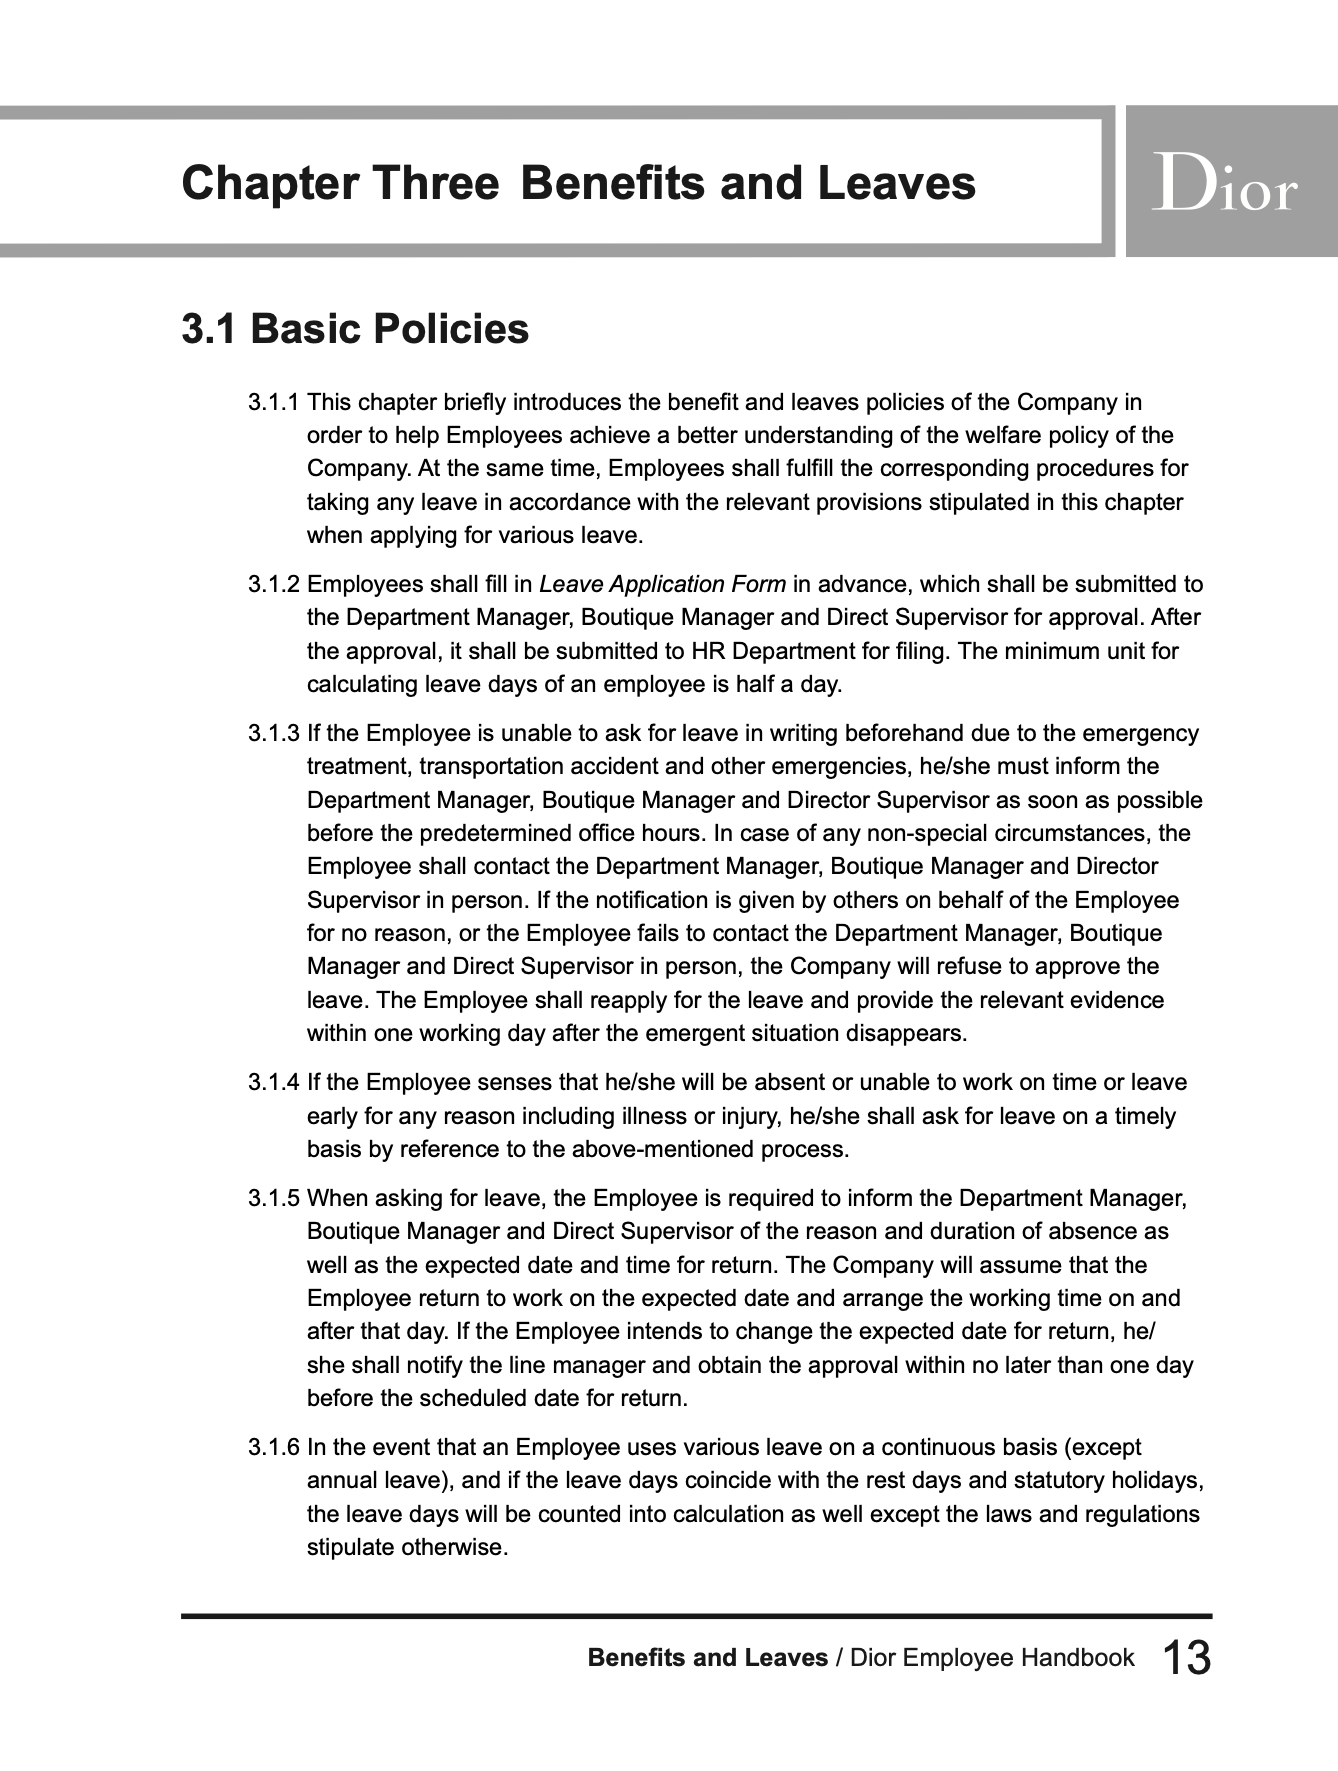 Chapter Three Benefits and Leaves
Dior
3.1 Basic Policies
3.1.1 This chapter briefly introduces the benefit and leaves policies of the Company in
order to help Employees achieve a better understanding of the welfare policy of the
Company. At the same time, Employees shall fulfill the corresponding procedures for
taking any leave in accordance with the relevant provisions stipulated in this chapter
when applying for various leave.
3.1.2 Employees shall fill in Leave Application Form in advance, which shall be submitted to
the Department Manager, Boutique Manager and Direct Supervisor for approval. After
the approval, it shall be submitted to HR Department for filing. The minimum unit for
calculating leave days of an employee is half a day.
3.1.3 If the Employee is unable to ask for leave in writing beforehand due to the emergency
treatment, transportation accident and other emergencies, he/she must inform the
Department Manager, Boutique Manager and Director Supervisor as soon as possible
before the predetermined office hours. In case of any non-special circumstances, the
Employee shall contact the Department Manager, Boutique Manager and Director
Supervisor in person. If the notification is given by others on behalf of the Employee
for no reason, or the Employee fails to contact the Department Manager, Boutique
Manager and Direct Supervisor in person, the Company will refuse to approve the
leave. The Employee shall reapply for the leave and provide the relevant evidence
within one working day after the emergent situation disappears.
3.1.4 If the Employee senses that he/she will be absent or unable to work on time or leave
early for any reason including illness or injury, he/she shall ask for leave on a timely
basis by reference to the above-mentioned process.
3.1.5 When asking for leave, the Employee is required to inform the Department Manager,
Boutique Manager and Direct Supervisor of the reason and duration of absence as
well as the expected date and time for return. The Company will assume that the
Employee return to work on the expected date and arrange the working time on and
after that day. If the Employee intends to change the expected date for return, he/
she shall notify the line manager and obtain the approval within no later than one day
before the scheduled date for return.
3.1.6 In the event that an Employee uses various leave on a continuous basis (except
annual leave), and if the leave days coincide with the rest days and statutory holidays,
the leave days will be counted into calculation as well except the laws and regulations
stipulate otherwise.
Benefits and Leaves / Dior Employee Handbook 13